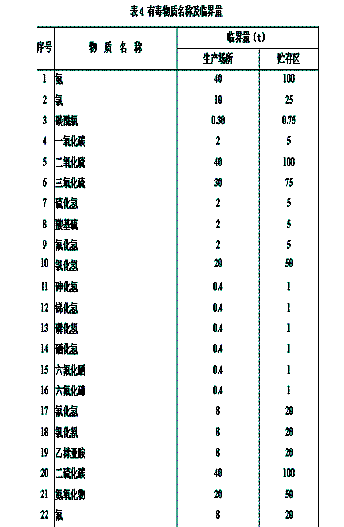 表4 有毒物质名称及临界量
序号 物 质 名 称 临界量（t）
生产场所 贮存区
1 氨 40 100
2 氯 10 25
3 碳酰氯 0.30 0.75
4 一氧化碳 2 5
5 二氧化硫 40 100
6 三氧化硫 30 75
7 硫化氢 2 5
8 羰基硫 2 5
9 氟化氢 2 5
10 氯化氢 20 50
11 砷化氢 0.4 1
12 锑化氢 0.4 1
13 磷化氢 0.4 1
14 硒化氢 0.4 1
15 六氟化硒 0.4 1
16 六氟化碲 0.4 1
17 氰化氢 8 20
18 氯化氰 8 20
19 乙撑亚胺 8 20
20 二硫化碳 40 100
21 氮氧化物 20 50
22 氟 8 20